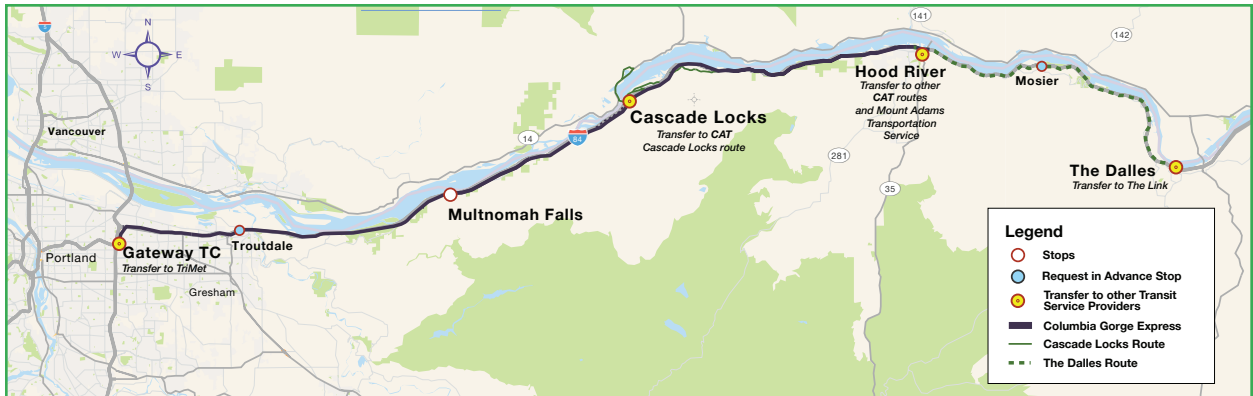 5
N
W
E
S
141
142
Hood River
Transfer to other
CAT routes
and Mount Adams
Transportation
Service
Mosier
Cascade Locks
Transfer to CAT
Cascade Locks route
Vancouver
14
84
281
35
The Dalles
Transfer to The Link
Multnomah Falls
Gateway TC
Transfer to TriMet
Troutdale
Portland
Gresham
Legend
Stops
Request in Advance Stop
Transfer to other Transit
Service Providers
Columbia Gorge Express
Cascade Locks Route
The Dalles Route